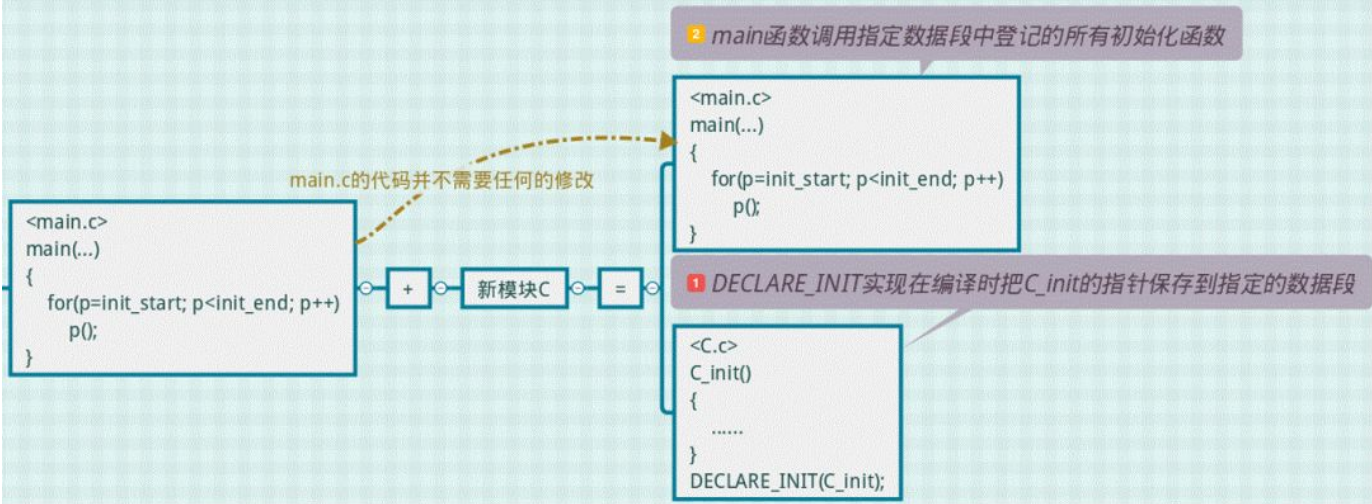 <main.c>
main(...)
{
for(p=init_start; p<init_end; p++)
p();
}
main.c的代码并不需要任何的修改
+
新模块C
=
2 main函数调用指定数据段中登记的所有初始化函数
<main.c>
main(...)
{
for(p=init_start; p<init_end; p++)
p();
}
1 DECLARE_INIT实现在编译时把C_init的指针保存到指定的数据段
<C.c>
C_init()
{
......
}
DECLARE_INIT(C_init);